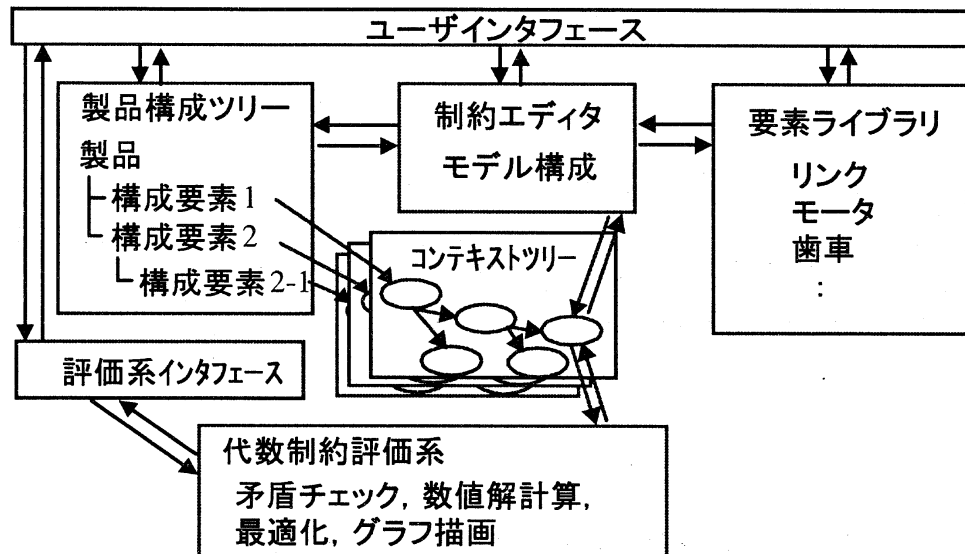 ユーザインタフェース
製品構成ツリー
製品
構成要素1
構成要素2
構成要素2-1
制約エディタ
モデル構成
要素ライブラリ
リンク
モータ
歯車
:
コンテキストツリー
評価系インタフェース
代数制約評価系
矛盾チェック, 数値解計算,
最適化, グラフ描画